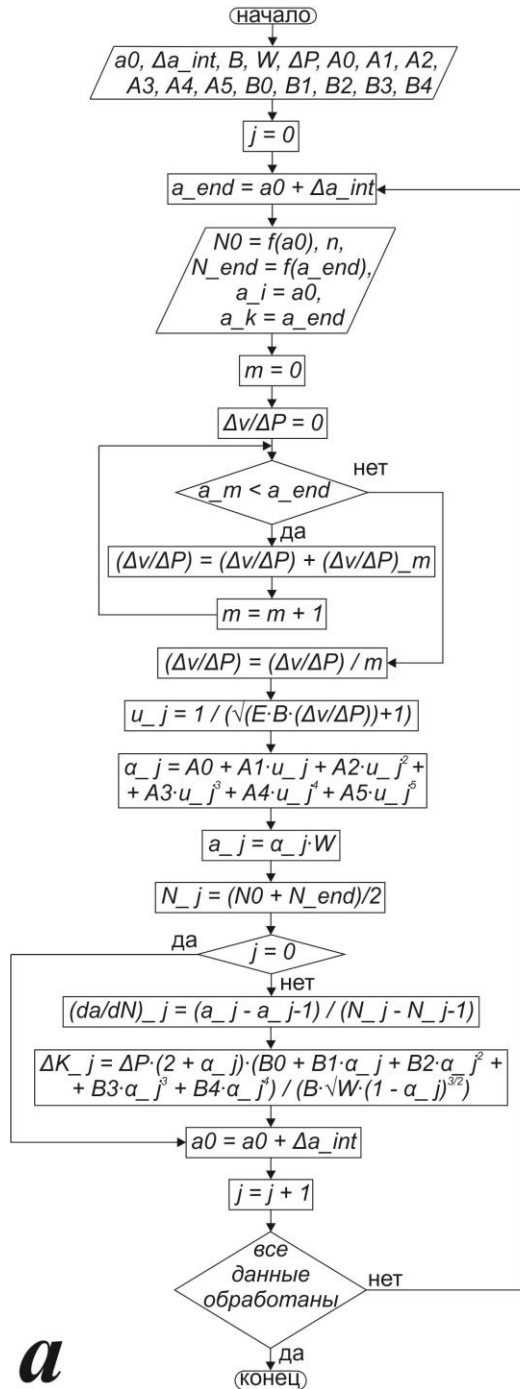 начало
a0, Δa_int, B, W, ΔP, A0, A1, A2,
A3, A4, A5, B0, B1, B2, B3, B4
j = 0
a_end = a0 + Δa_int
N0 = f(a0), n,
N_end = f(a_end),
a_i = a0,
a_k = a_end
m = 0
Δv/ΔP = 0
a_m < a_end
нет
да
(Δv/ΔP) = (Δv/ΔP) + (Δv/ΔP)_m
m = m + 1
(Δv/ΔP) = (Δv/ΔP) / m
u_j = 1 / (√(E·B·(Δv/ΔP))+1)
α_j = A0 + A1·u_j + A2·u_j² +
+ A3·u_j³ + A4·u_j⁴ + A5·u_j⁵
a_j = α_j·W
N_j = (N0 + N_end)/2
да
j = 0
нет
(da/dN)_j = (a_j - a_j-1) / (N_j - N_j-1)
ΔK_j = ΔP·(2 + α_j)·(B0 + B1·α_j + B2·α_j² +
+ B3·α_j³ + B4·α_j⁴) / (B·√W·(1 - α_j)³ᐟ²)
a0 = a0 + Δa_int
j = j + 1
все
данные
обработаны
нет
да
конец
а